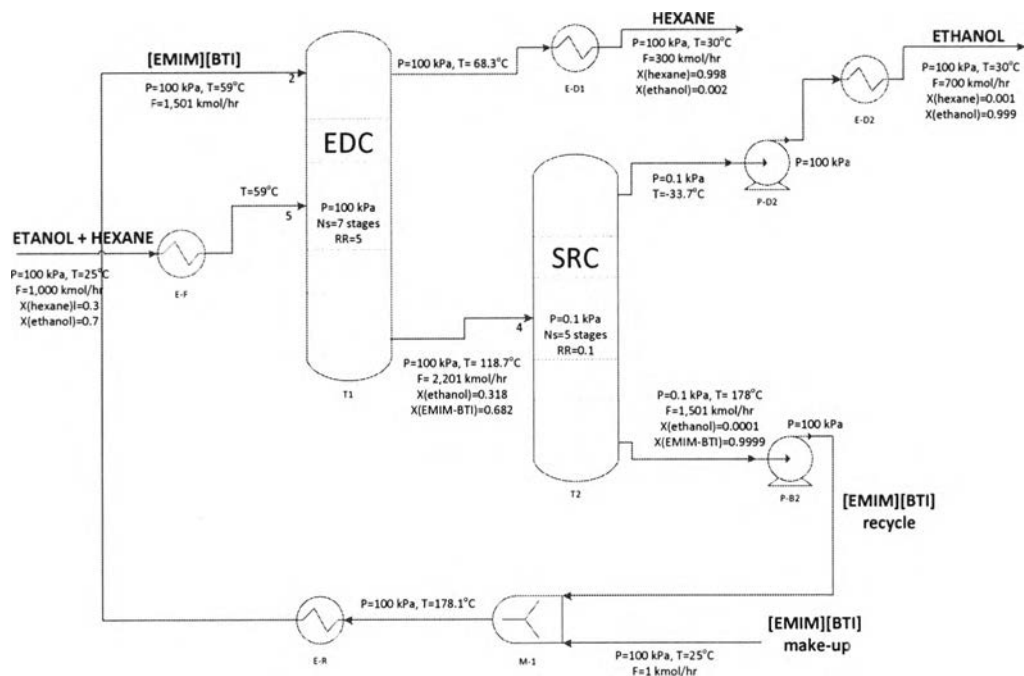 HEXANE
P=100 kPa, T=30°C
F=300 kmol/hr
X(hexane)=0.998
X(ethanol)=0.002
ETHANOL
P=100 kPa, T=30°C
F=700 kmol/hr
X(hexane)=0.001
X(ethanol)=0.999
[EMIM][BTI]
P=100 kPa, T=59°C
F=1,501 kmol/hr
2
P=100 kPa, T= 68.3°C
E-D1
E-D2
EDC
P=100 kPa
Ns=7 stages
RR=5
T=59°C
5
ETANOL + HEXANE
P=100 kPa, T=25°C
F=1,000 kmol/hr
X(hexane)l=0.3
X(ethanol)=0.7
E-F
P=0.1 kPa
T=-33.7°C
P=100 kPa
P-D2
SRC
P=0.1 kPa
Ns=5 stages
RR=0.1
4
P=100 kPa, T= 118.7°C
F= 2,201 kmol/hr
X(ethanol)=0.318
X(EMIM-BTI)=0.682
T1
P=0.1 kPa, T= 178°C
F=1,501 kmol/hr
X(ethanol)=0.0001
X(EMIM-BTI)=0.9999
P=100 kPa
P-B2
T2
[EMIM][BTI]
recycle
P=100 kPa, T=178.1°C
E-R
M-1
[EMIM][BTI]
make-up
P=100 kPa, T=25°C
F=1 kmol/hr